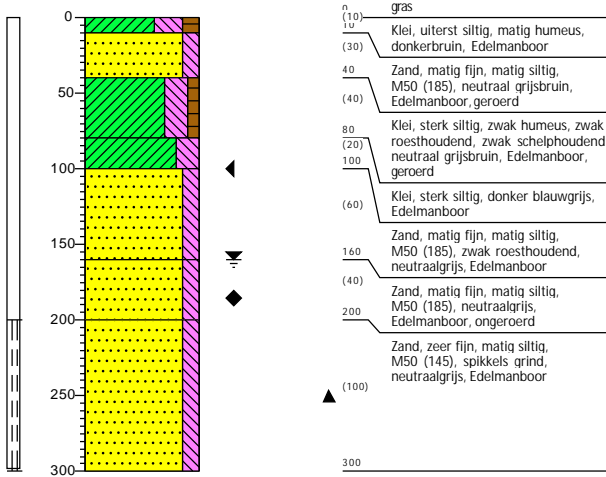 0
50
100
150
200
250
300
0
gras
(10)
10
Klei, uiterst siltig, matig humeus,
donkerbruin, Edelmanboor
(30)
40
Zand, matig fijn, matig siltig,
M50 (185), neutraal grijsbruin,
Edelmanboor, geroerd
(40)
80
Klei, sterk siltig, zwak humeus, zwak
roesthoudend, zwak schelphoudend
neutraal grijsbruin, Edelmanboor,
geroerd
(20)
100
Klei, sterk siltig, donker blauwgrijs,
Edelmanboor
(60)
160
Zand, matig fijn, matig siltig,
M50 (185), zwak roesthoudend,
neutraalgrijs, Edelmanboor
(40)
200
Zand, matig fijn, matig siltig,
M50 (185), neutraalgrijs,
Edelmanboor, ongeroerd
Zand, zeer fijn, matig siltig,
M50 (145), spikkels grind,
neutraalgrijs, Edelmanboor
(100)
300